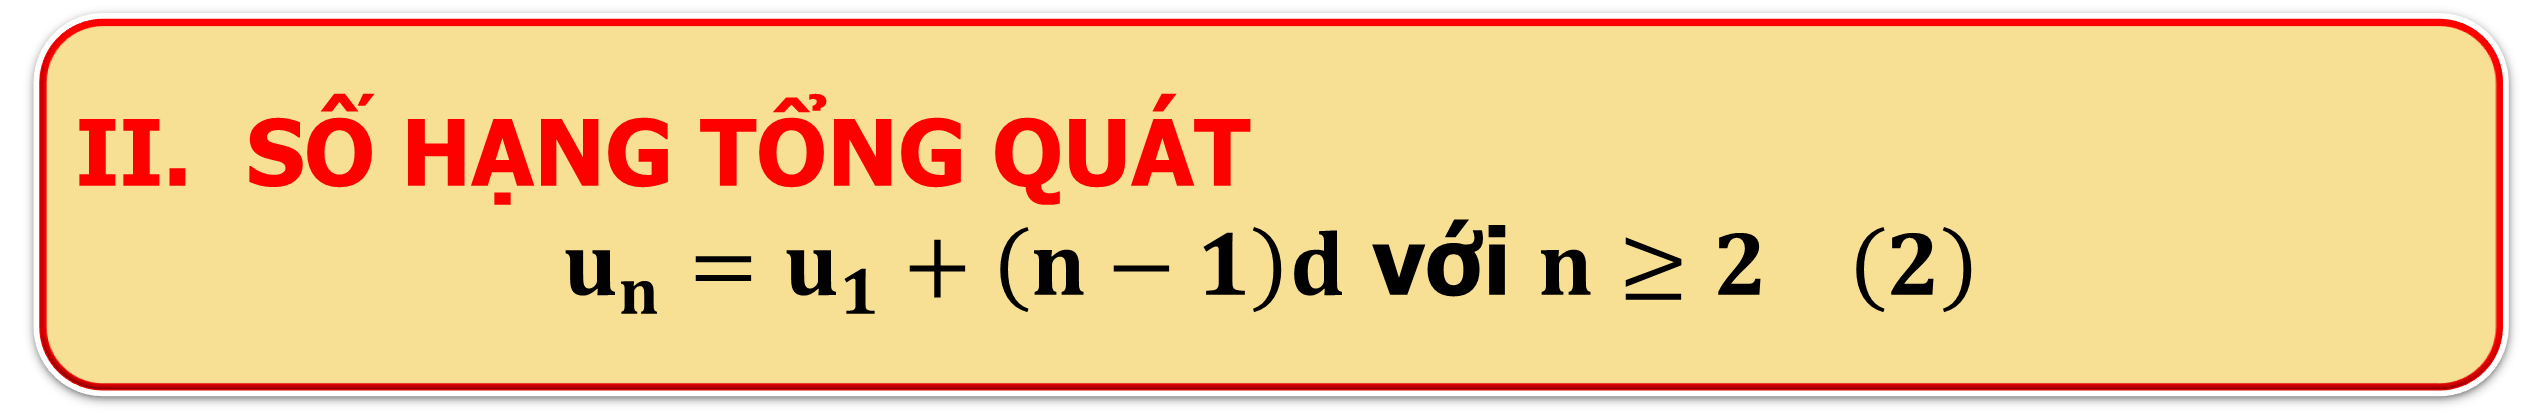 II. SỐ HẠNG TỔNG QUÁT
uₙ = u₁ + (n − 1)d với n ≥ 2 (2)